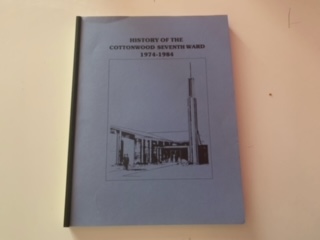 HISTORY OF THE
COTTONWOOD SEVENTH WARD
1974-1984